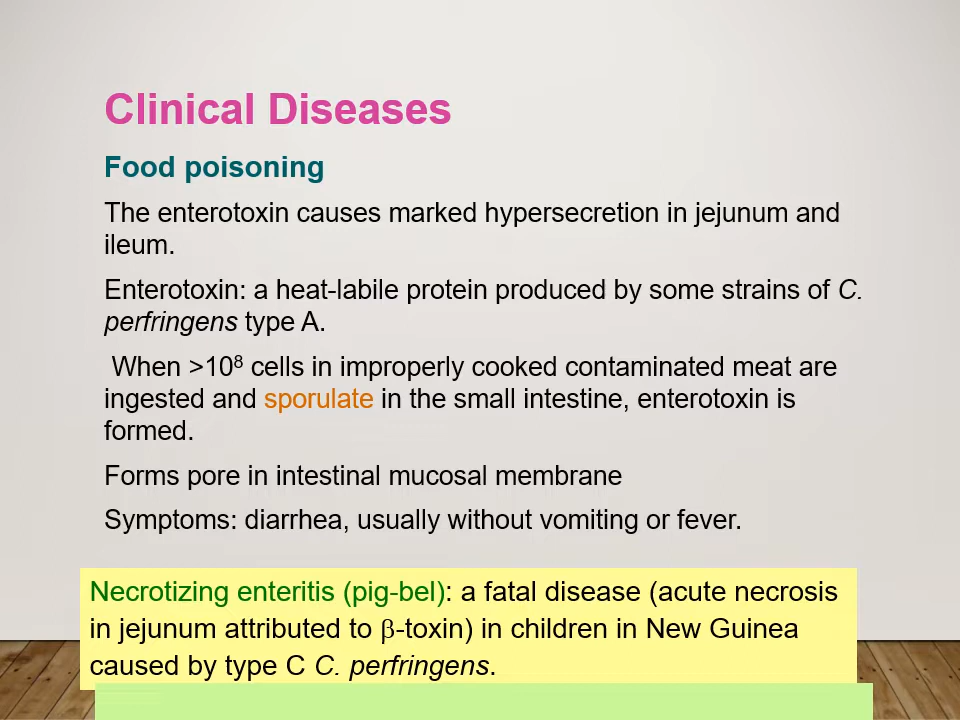 Clinical Diseases
Food poisoning
The enterotoxin causes marked hypersecretion in jejunum and
ileum.
Enterotoxin: a heat-labile protein produced by some strains of C.
perfringens type A.
When >10⁸ cells in improperly cooked contaminated meat are
ingested and sporulate in the small intestine, enterotoxin is
formed.
Forms pore in intestinal mucosal membrane
Symptoms: diarrhea, usually without vomiting or fever.
Necrotizing enteritis (pig-bel): a fatal disease (acute necrosis
in jejunum attributed to β-toxin) in children in New Guinea
caused by type C C. perfringens.